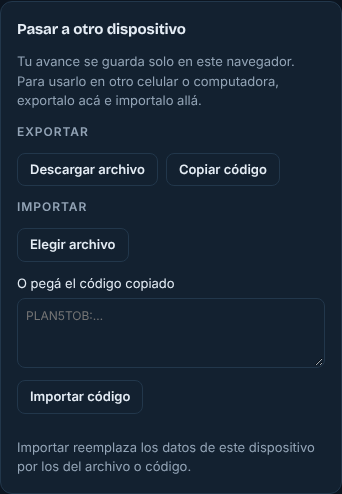 Pasar a otro dispositivo
Tu avance se guarda solo en este navegador.
Para usarlo en otro celular o computadora,
exportalo acá e importalo allá.
EXPORTAR
Descargar archivo
Copiar código
IMPORTAR
Elegir archivo
O pegá el código copiado
PLAN5TOB:...
Importar código
Importar reemplaza los datos de este dispositivo
por los del archivo o código.